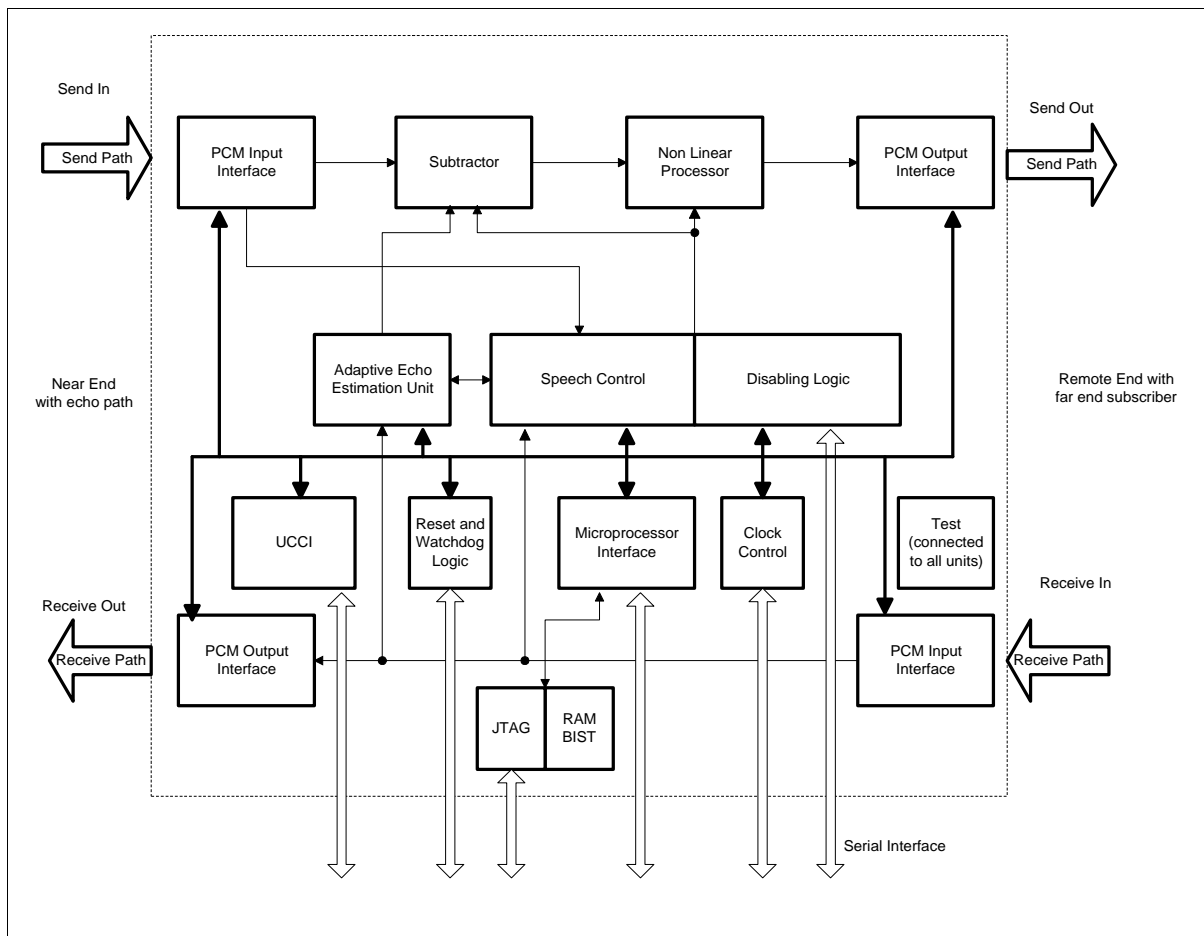 Send In
Send Out
Send Path
PCM Input
Interface
Subtractor
Non Linear
Processor
PCM Output
Interface
Send Path
Near End
with echo path
Adaptive Echo
Estimation Unit
Speech Control
Disabling Logic
Remote End with
far end subscriber
UCCI
Reset and
Watchdog
Logic
Microprocessor
Interface
Clock
Control
Test
(connected
to all units)
Receive Out
Receive In
Receive Path
PCM Output
Interface
PCM Input
Interface
Receive Path
JTAG
RAM
BIST
Serial Interface